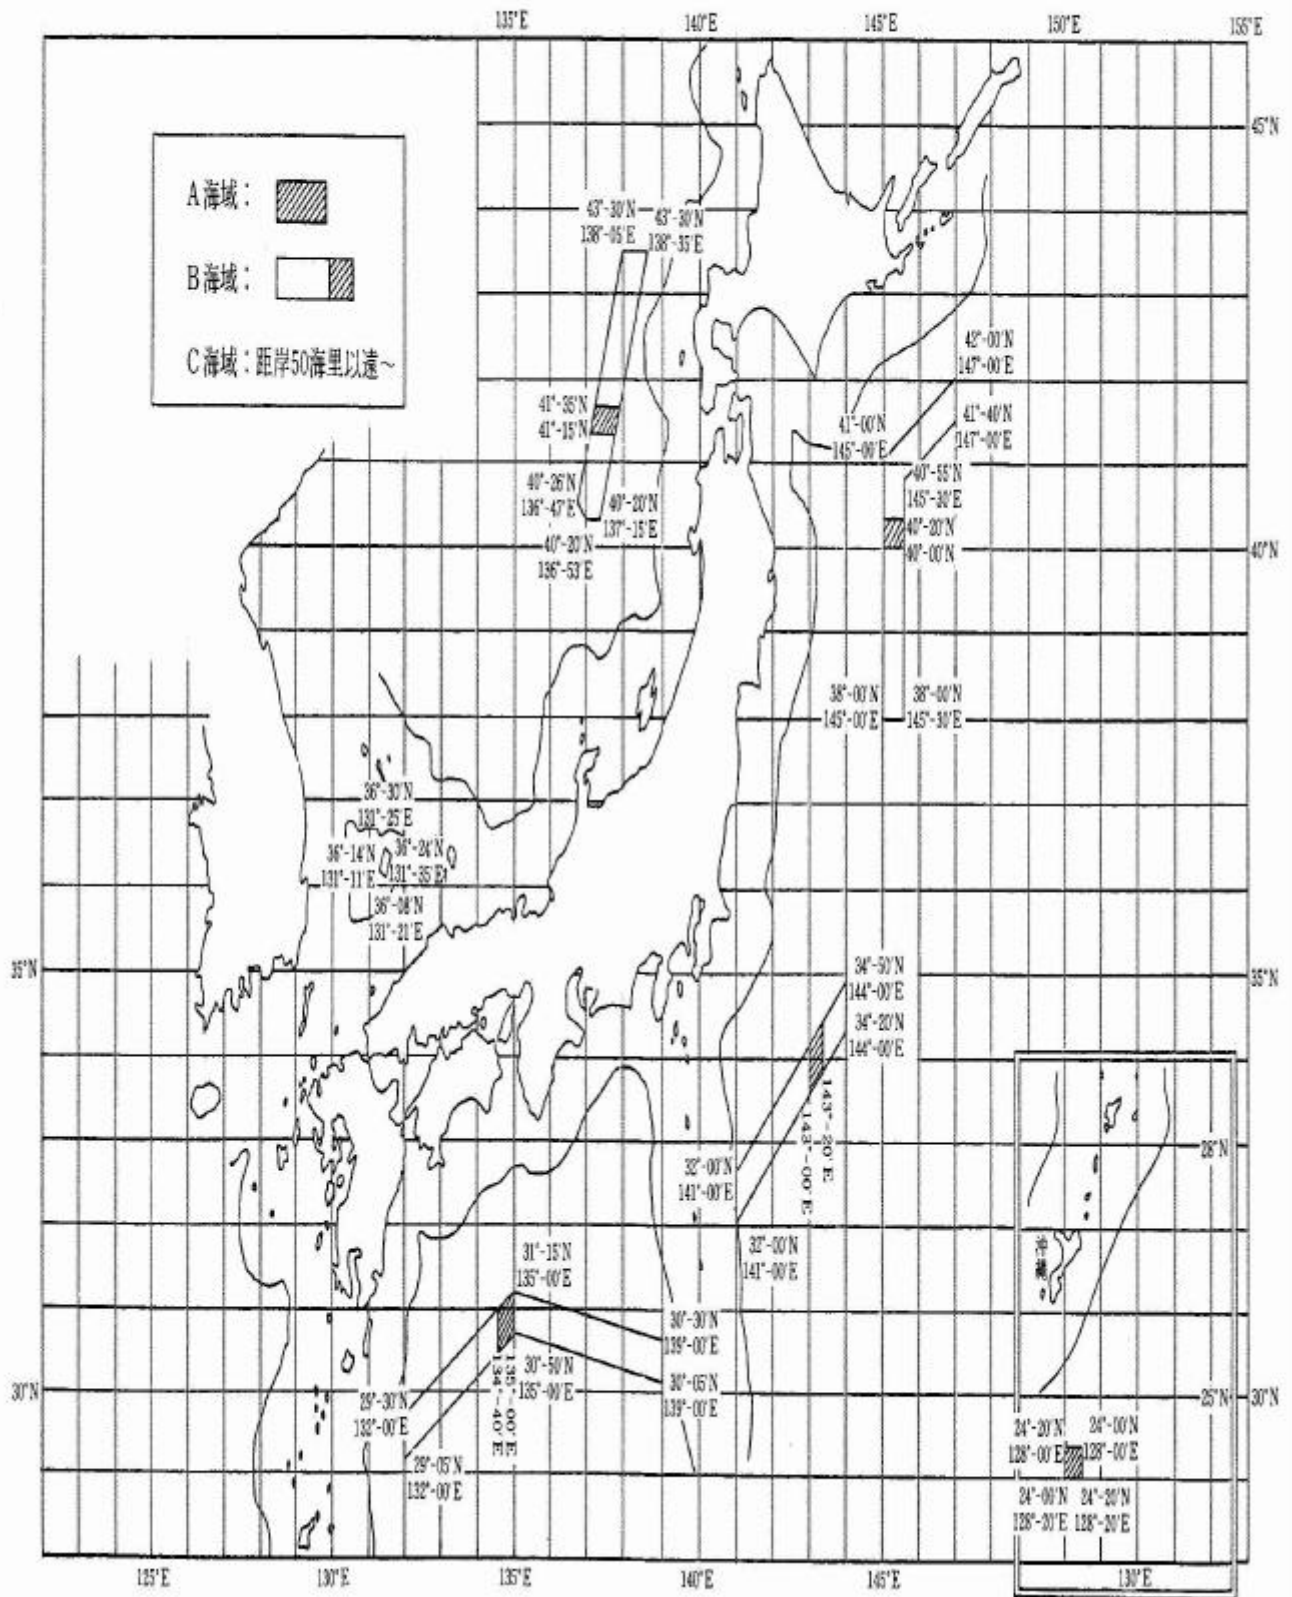 135°E
140°E
145°E
150°E
155°E
45°N
A海域：
B海域：
C海域：距岸50海里以遠～
43°-30'N
138°-05'E
43°-30'N
138°-35'E
42°-00'N
147°-00'E
41°-35'N
41°-15'N
41°-00'N
145°-00'E
41°-40'N
147°-00'E
40°-26'N
136°-47'E
40°-20'N
137°-15'E
40°-20'N
136°-53'E
40°-55'N
145°-30'E
40°-20'N
40°-00'N
40°N
38°-00'N
145°-00'E
38°-00'N
145°-30'E
36°-30'N
131°-25'E
36°-14'N
131°-11'E
36°-24'N
131°-35'E
36°-08'N
131°-21'E
35°N
35°N
34°-50'N
144°-00'E
34°-20'N
144°-00'E
143°-20'E
143°-00'E
32°-00'N
141°-00'E
32°-00'N
141°-00'E
28°N
沖縄
31°-15'N
135°-00'E
30°-30'N
139°-00'E
30°-50'N
135°-00'E
30°-05'N
139°-00'E
135°-00'E
134°-40'E
30°N
29°-30'N
132°-00'E
29°-05'N
132°-00'E
25°N
30°N
24°-20'N
128°-00'E
24°-00'N
128°-00'E
24°-00'N
128°-20'E
24°-20'N
128°-20'E
125°E
130°E
135°E
140°E
145°E
130°E